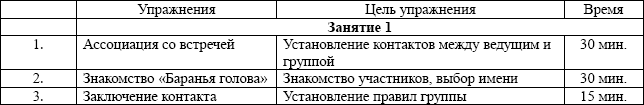 Упражнения Цель упражнения Время
Занятие 1
1. Ассоциация со встречей Установление контактов между ведущим и 30 мин.
группой
2. Знакомство «Баранья голова» Знакомство участников, выбор имени 30 мин.
3. Заключение контакта Установление правил группы 15 мин.